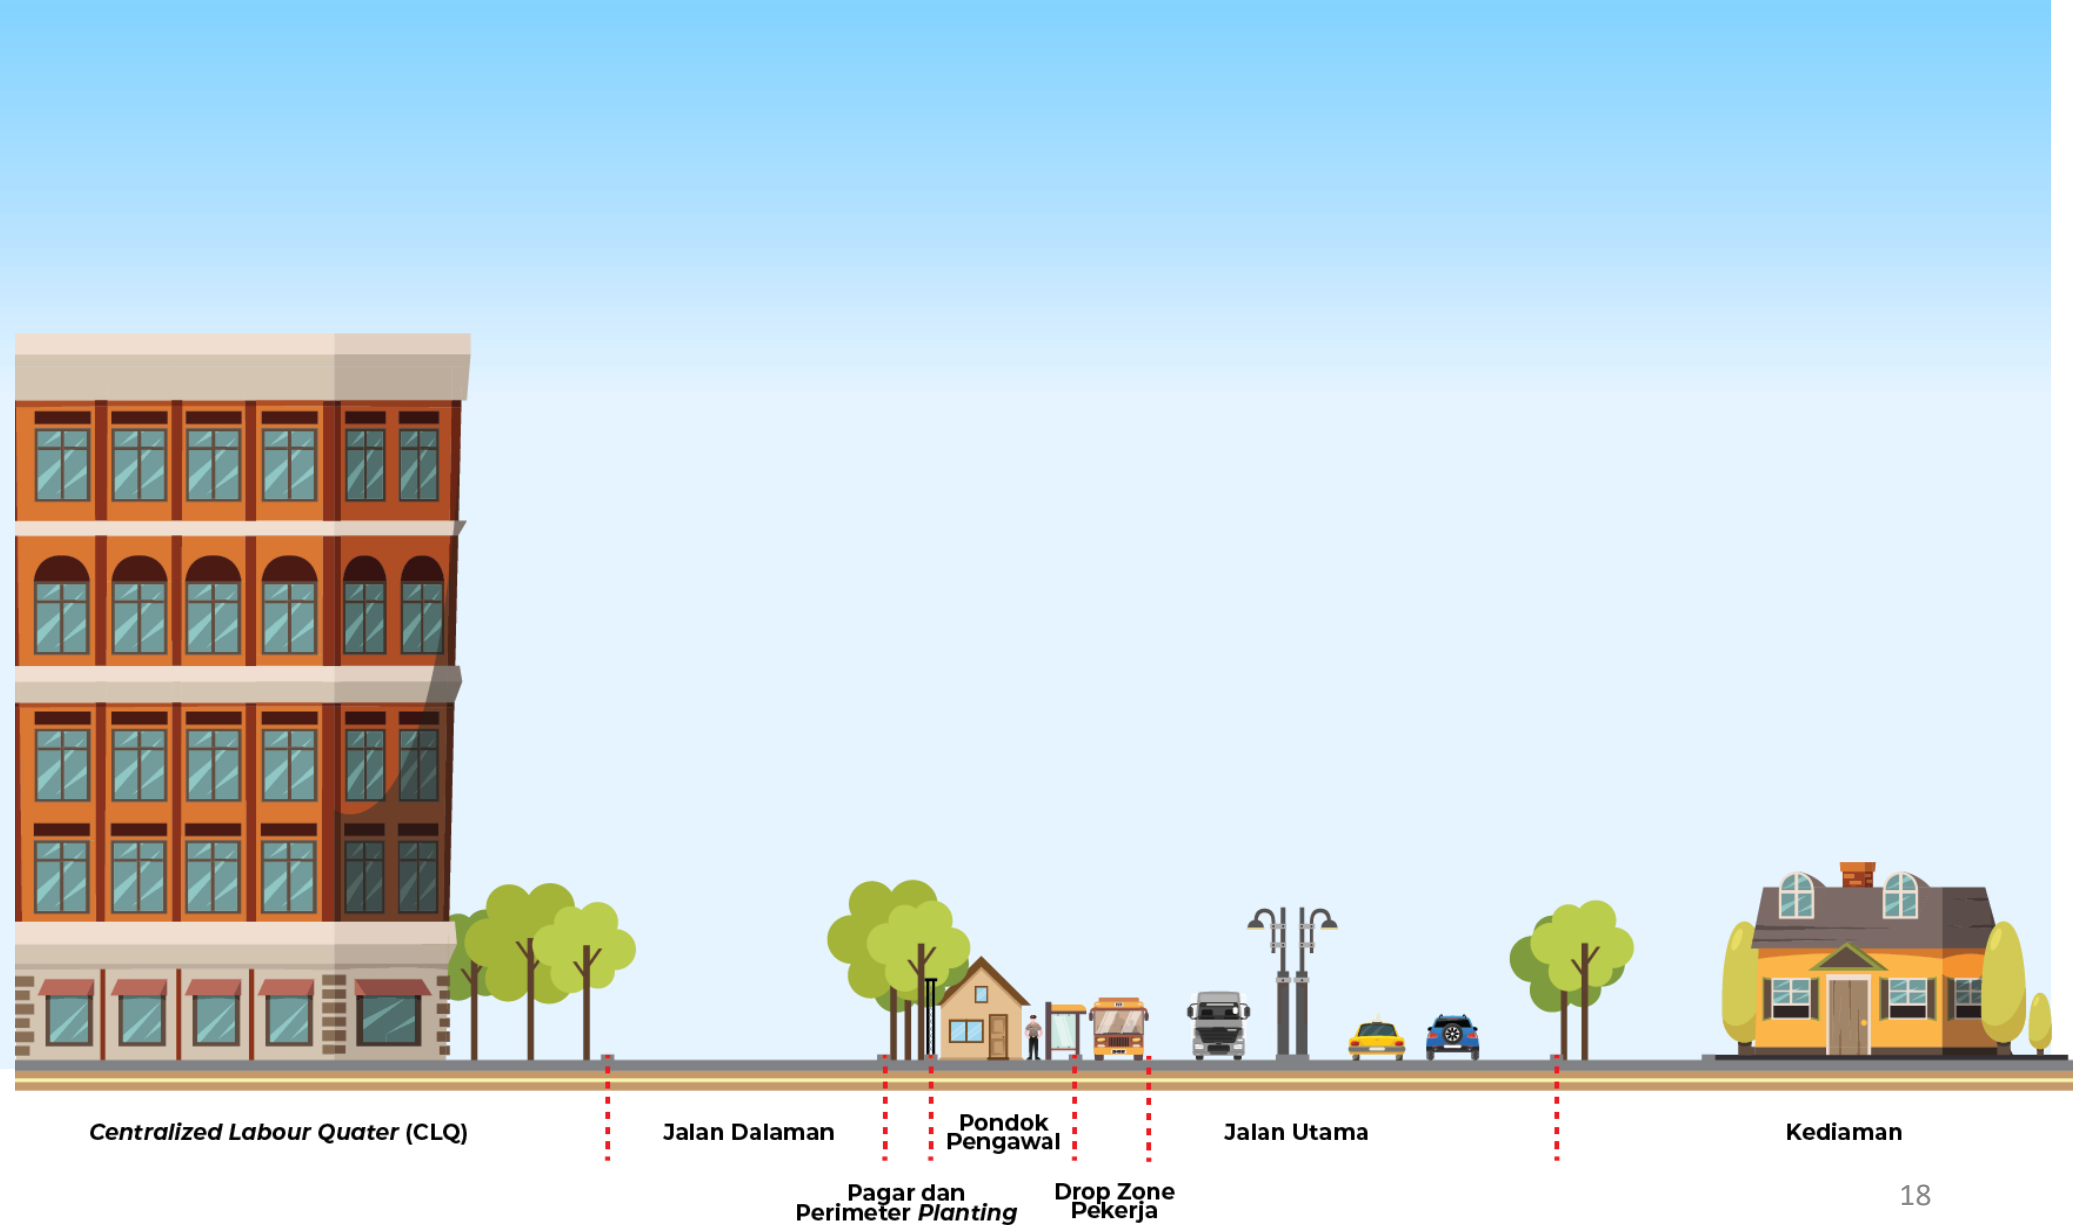 Centralized Labour Quater (CLQ)
Jalan Dalaman
Pagar dan
Perimeter Planting
Pondok
Pengawal
Drop Zone
Pekerja
Jalan Utama
Kediaman
18